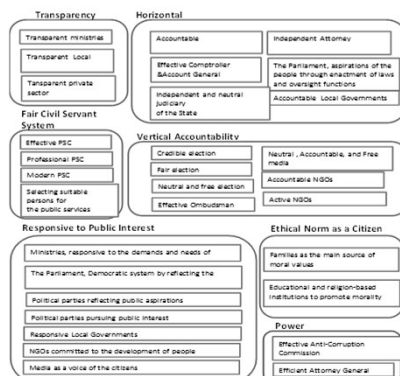 Transparency
Transparent ministries
Transparent Local
Tansparent private
sector
Horizontal
Accountable
Independent Attorney
Effective Comptroller
&Account General
The Parliament, aspirations of the
people through enactment of laws
and oversight functions
Independent and neutral
judiciary
of the State
Accountable Local Governments
Fair Civil Servant
System
Effective PSC
Professional PSC
Modern PSC
Selecting suitable
persons for
the public services
Vertical Accountability
Credible election
Fair election
Neutral and free election
Effective Ombudsman
Neutral , Accountable, and Free
media
Accountable NGOs
Active NGOs
Responsive to Public Interest
Ministries, responsive to the demands and needs of
The Parliament, Democratic system by reflecting the
Political parties reflecting public aspirations
Political parties pursuing public interest
Responsive Local Governments
NGOs committed to the development of people
Media as voice of the citizens
Ethical Norm as a Citizen
Families as the main source of
moral values
Educational and religion-based
Institutions to promote morality
Power
Effective Anti-Corruption
Commission
Efficient Attorney General